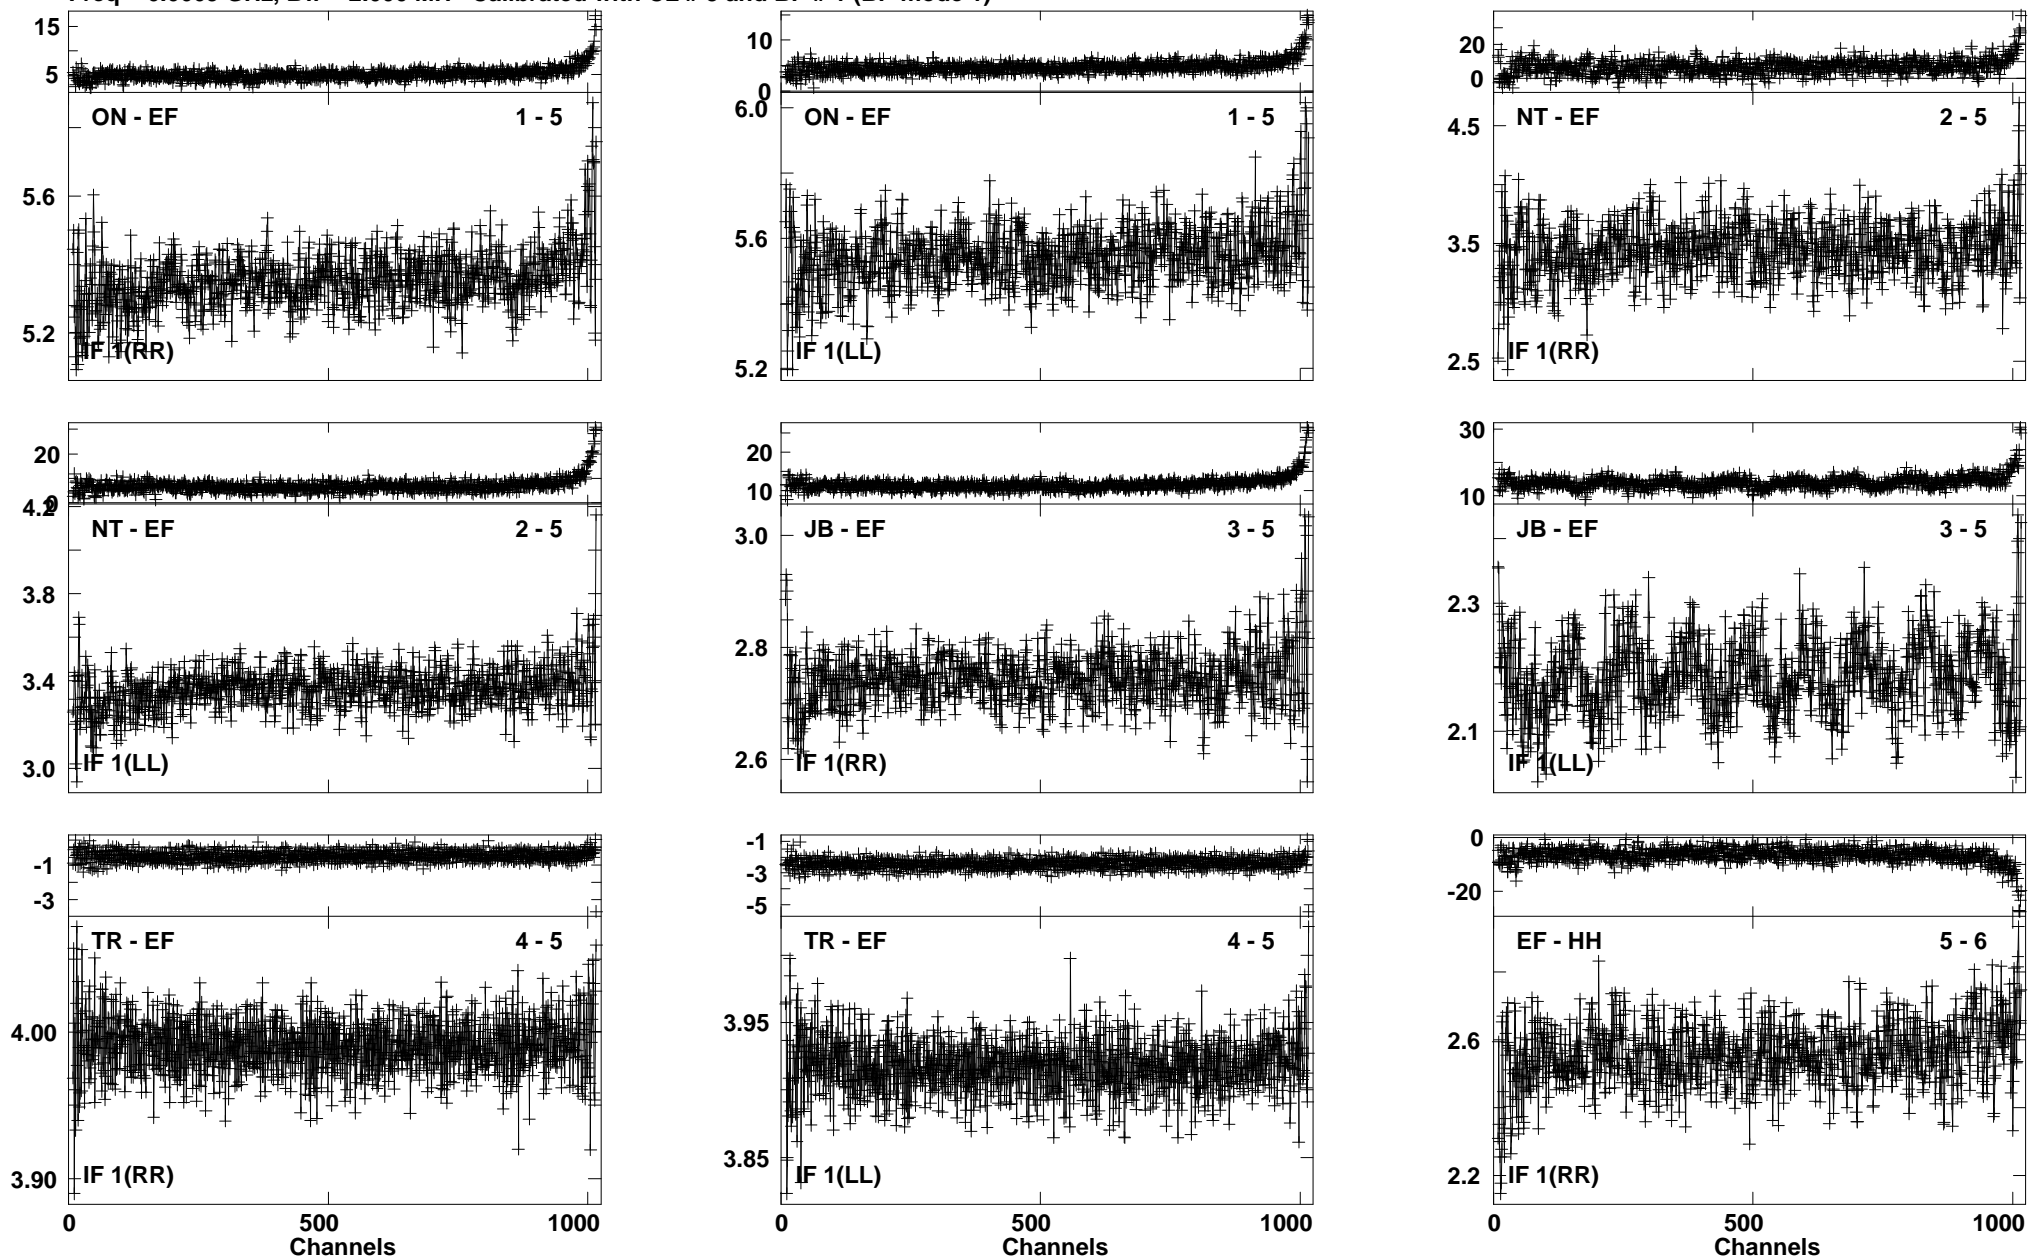 15
5
ON - EF 1 - 5
5.6
5.2
IF 1(RR)
10
0
6.0
ON - EF 1 - 5
5.6
5.2
IF 1(LL)
20
0
4.5
NT - EF 2 - 5
3.5
2.5
IF 1(RR)
20
0
4.2
NT - EF 2 - 5
3.8
3.4
3.0
IF 1(LL)
20
10
3.0
JB - EF 3 - 5
2.8
2.6
IF 1(RR)
30
10
JB - EF 3 - 5
2.3
2.1
IF 1(LL)
-1
-3
TR - EF 4 - 5
4.00
3.90
IF 1(RR)
0 500 1000
Channels
-1
-3
-5
TR - EF 4 - 5
3.95
3.85
IF 1(LL)
0 500 1000
Channels
0
-20
EF - HH 5 - 6
2.6
2.2
IF 1(RR)
0 500 1000
Channels